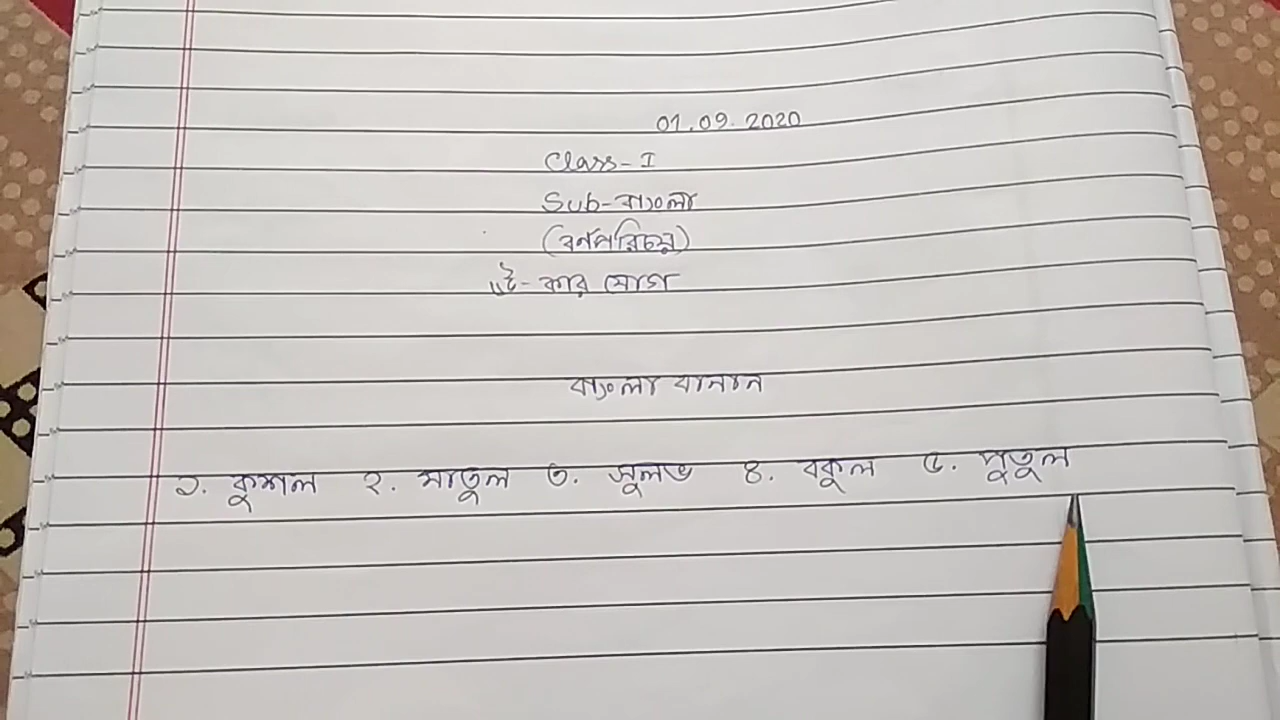 01.09.2020
Class-I
Sub-বাংলা
(বর্ণপরিচয়)
কার যোগ
বাংলা বানান
১. কুশল ২. মাতুল ৩. সুলভ ৪. বকুল ৫. পুতুল